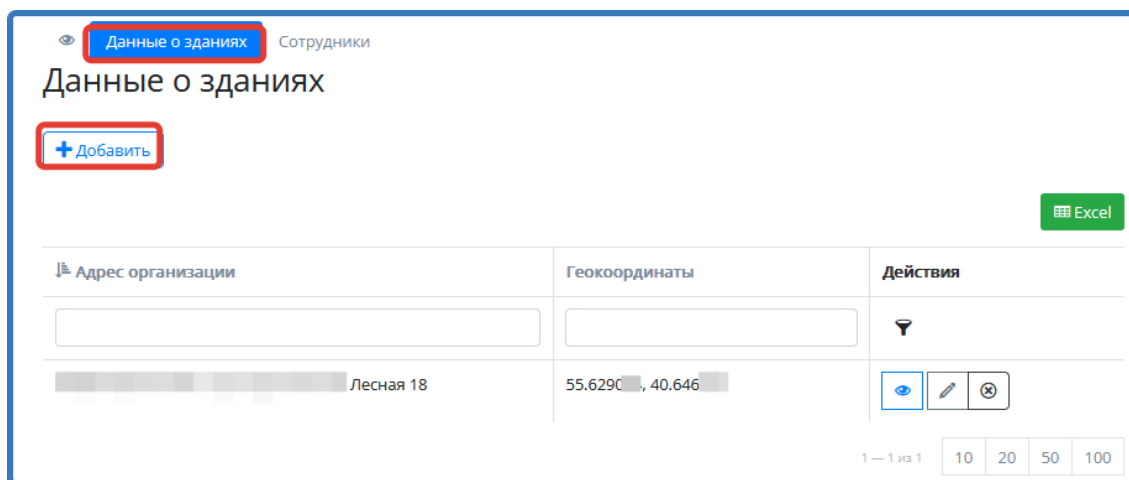 Данные о зданиях Сотрудники
Данные о зданиях
Добавить
Excel
Адрес организации Геокоординаты Действия
Лесная 18 55.629 , 40.646
1 — 1 из 1 10 20 50 100